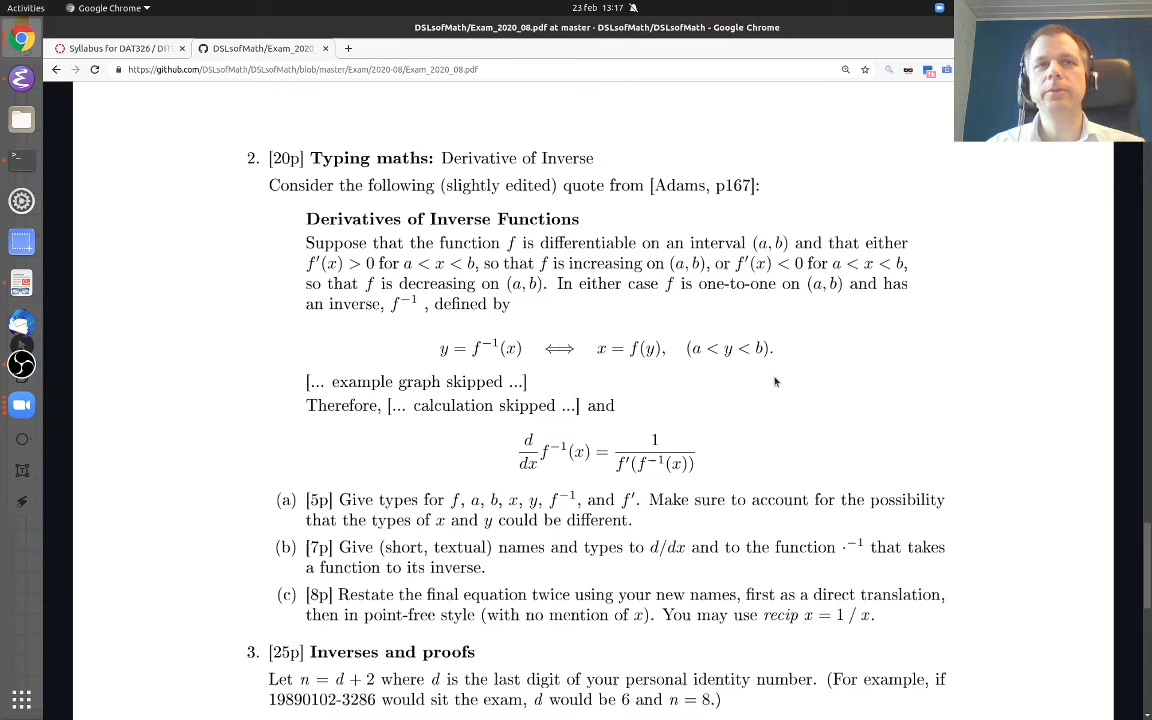 Activities
Google Chrome
23 feb 13:17
DSLsofMath/Exam_2020_08.pdf at master · DSLsofMath/DSLsofMath - Google Chrome
Syllabus for DAT326 / DIT
DSLsofMath/Exam_2020
https://github.com/DSLsofMath/DSLsofMath/blob/master/Exam/2020-08/Exam_2020_08.pdf
2. [20p] Typing maths: Derivative of Inverse
Consider the following (slightly edited) quote from [Adams, p167]:
Derivatives of Inverse Functions
Suppose that the function f is differentiable on an interval (a, b) and that either
f′(x) > 0 for a < x < b, so that f is increasing on (a, b), or f′(x) < 0 for a < x < b,
so that f is decreasing on (a, b). In either case f is one-to-one on (a, b) and has
an inverse, f⁻¹ , defined by
y = f⁻¹(x) ⟺ x = f(y), (a < y < b).
[... example graph skipped ...]
Therefore, [... calculation skipped ...] and
d/dx f⁻¹(x) = 1 / f′(f⁻¹(x))
(a) [5p] Give types for f, a, b, x, y, f⁻¹, and f′. Make sure to account for the possibility
that the types of x and y could be different.
(b) [7p] Give (short, textual) names and types to d/dx and to the function ·⁻¹ that takes
a function to its inverse.
(c) [8p] Restate the final equation twice using your new names, first as a direct translation,
then in point-free style (with no mention of x). You may use recip x = 1 / x.
3. [25p] Inverses and proofs
Let n = d + 2 where d is the last digit of your personal identity number. (For example, if
19890102-3286 would sit the exam, d would be 6 and n = 8.)